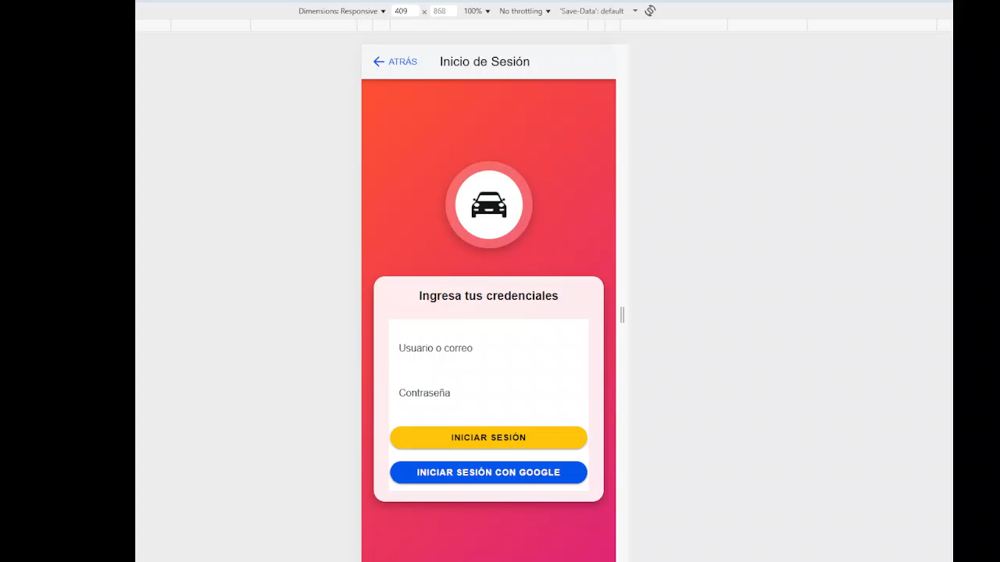 Dimensions: Responsive 409 x 868 100% No throttling 'Save-Data': default
ATRÁS Inicio de Sesión
Ingresa tus credenciales
Usuario o correo
Contraseña
INICIAR SESIÓN
INICIAR SESIÓN CON GOOGLE